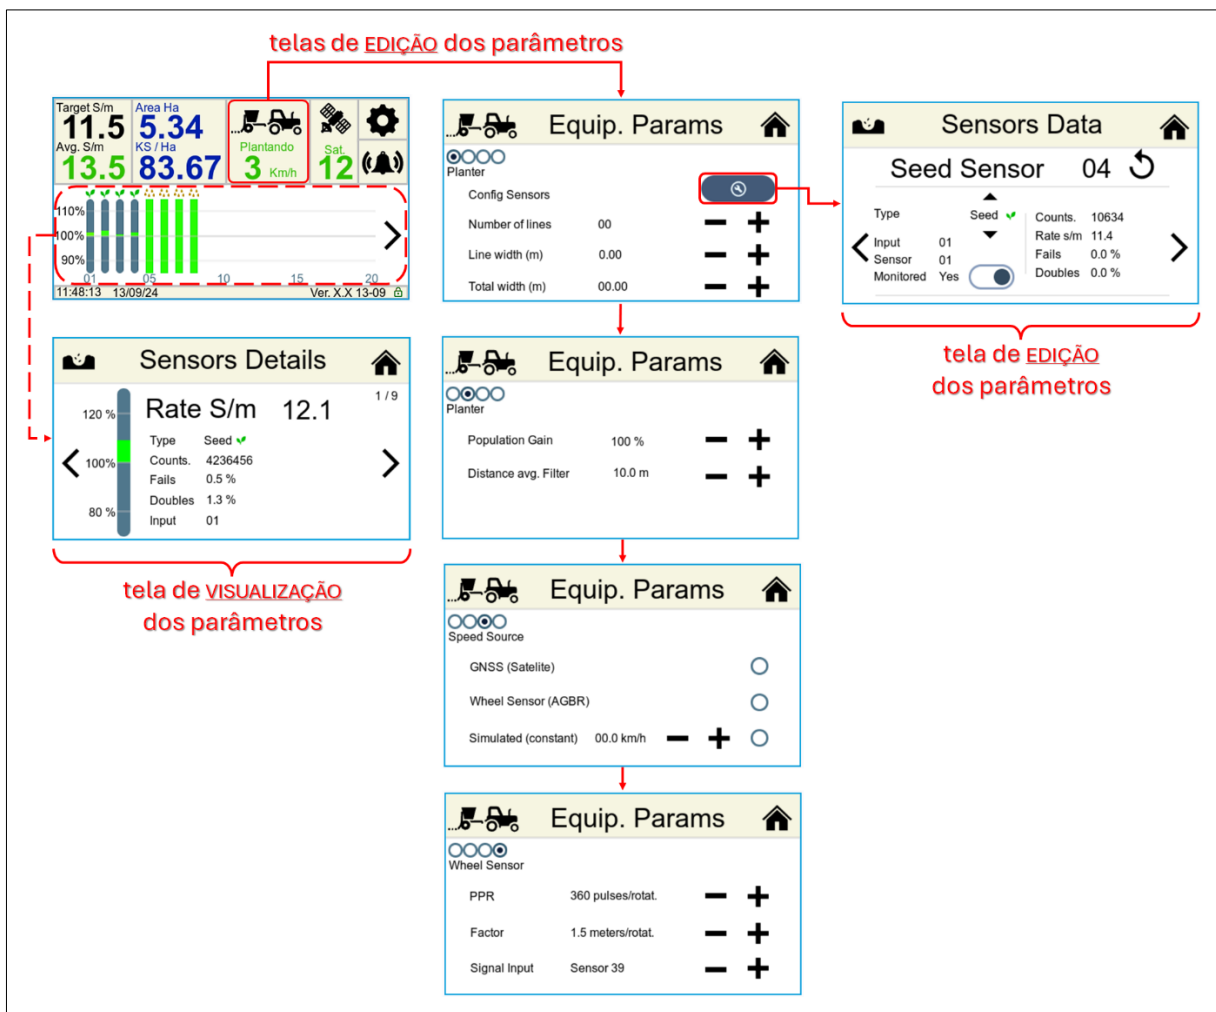 telas de EDIÇÃO dos parâmetros
Target S/m
11.5
Area Ha
5.34
Avg. S/m
13.5
KS / Ha
83.67
Plantando
3 Km/h
Sat.
12
110%
100%
90%
01 05 10 15 20
11:48:13 13/09/24 Ver. X.X 13-09
Sensors Details
Rate S/m 12.1
1 / 9
120 %
100%
80 %
Type Seed
Counts. 4236456
Fails 0.5 %
Doubles 1.3 %
Input 01
tela de VISUALIZAÇÃO
dos parâmetros
Equip. Params
Planter
Config Sensors
Number of lines 00
Line width (m) 0.00
Total width (m) 00.00
Equip. Params
Planter
Population Gain 100 %
Distance avg. Filter 10.0 m
Equip. Params
Speed Source
GNSS (Satelite)
Wheel Sensor (AGBR)
Simulated (constant) 00.0 km/h
Equip. Params
Wheel Sensor
PPR 360 pulses/rotat.
Factor 1.5 meters/rotat.
Signal Input Sensor 39
Sensors Data
Seed Sensor 04
Type Seed
Input 01
Sensor 01
Monitored Yes
Counts. 10634
Rate s/m 11.4
Fails 0.0 %
Doubles 0.0 %
tela de EDIÇÃO
dos parâmetros